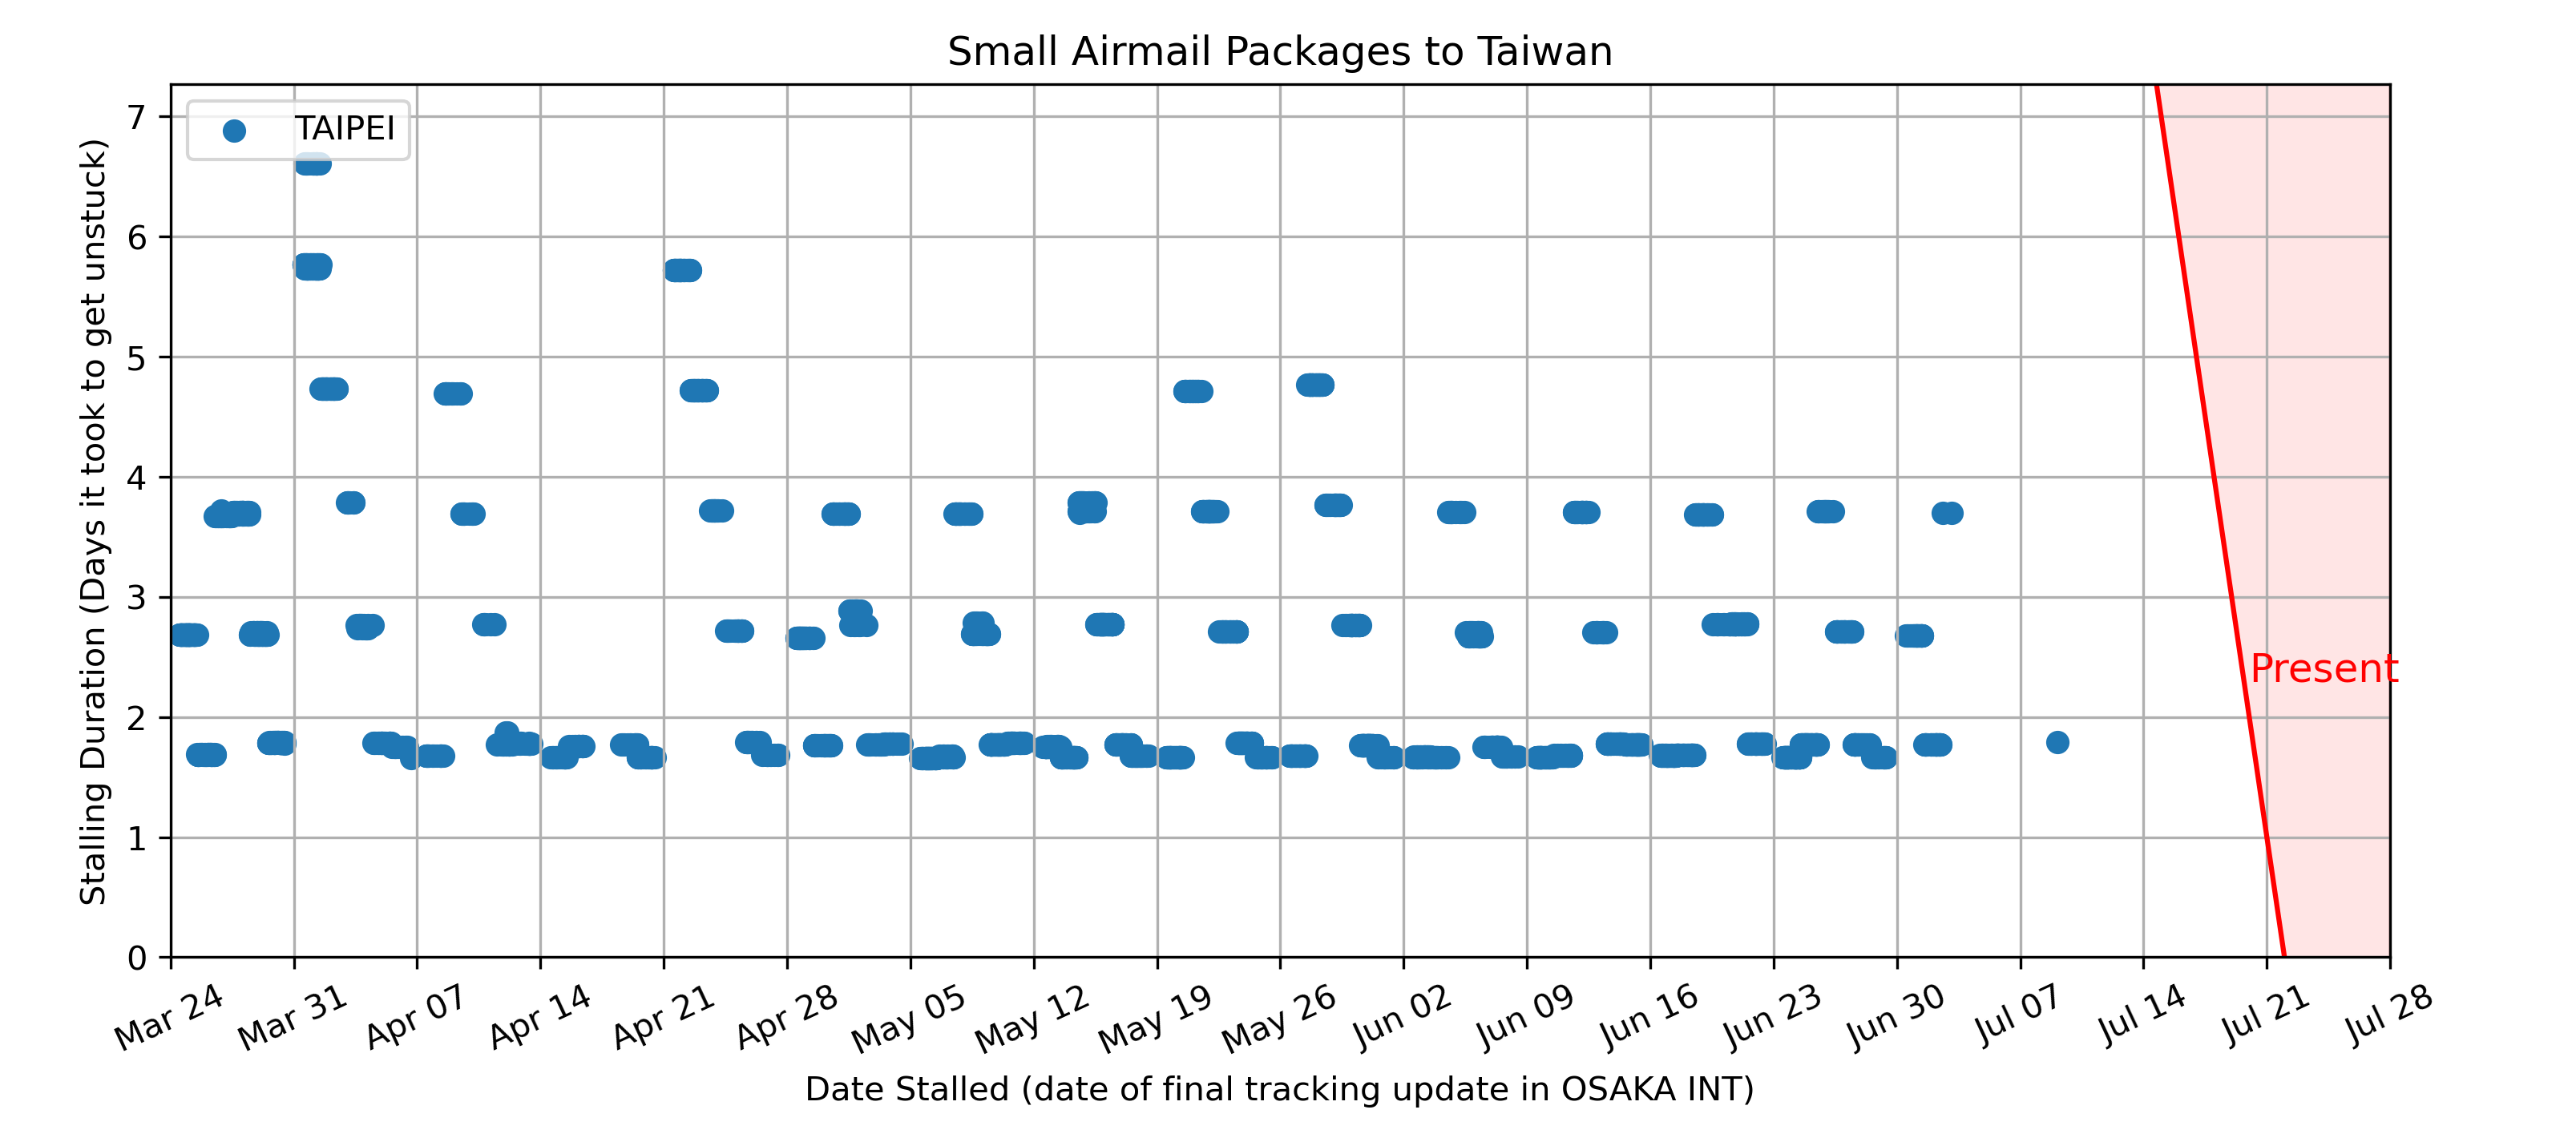 Small Airmail Packages to Taiwan
TAIPEI
Stalling Duration (Days it took to get unstuck)
7
6
5
4
3
2
1
0
Present
Mar 24
Mar 31
Apr 07
Apr 14
Apr 21
Apr 28
May 05
May 12
May 19
May 26
Jun 02
Jun 09
Jun 16
Jun 23
Jun 30
Jul 07
Jul 14
Jul 21
Jul 28
Date Stalled (date of final tracking update in OSAKA INT)